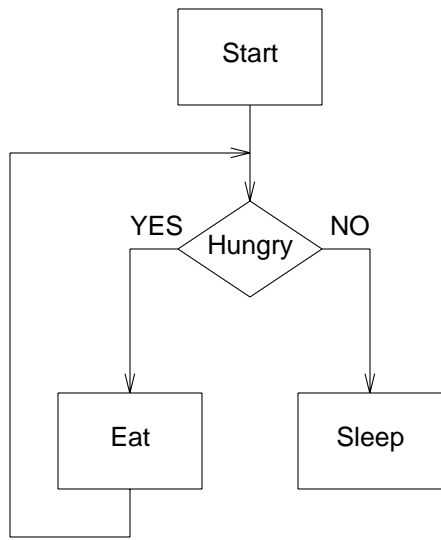 Start
YES
NO
Hungry
Eat
Sleep